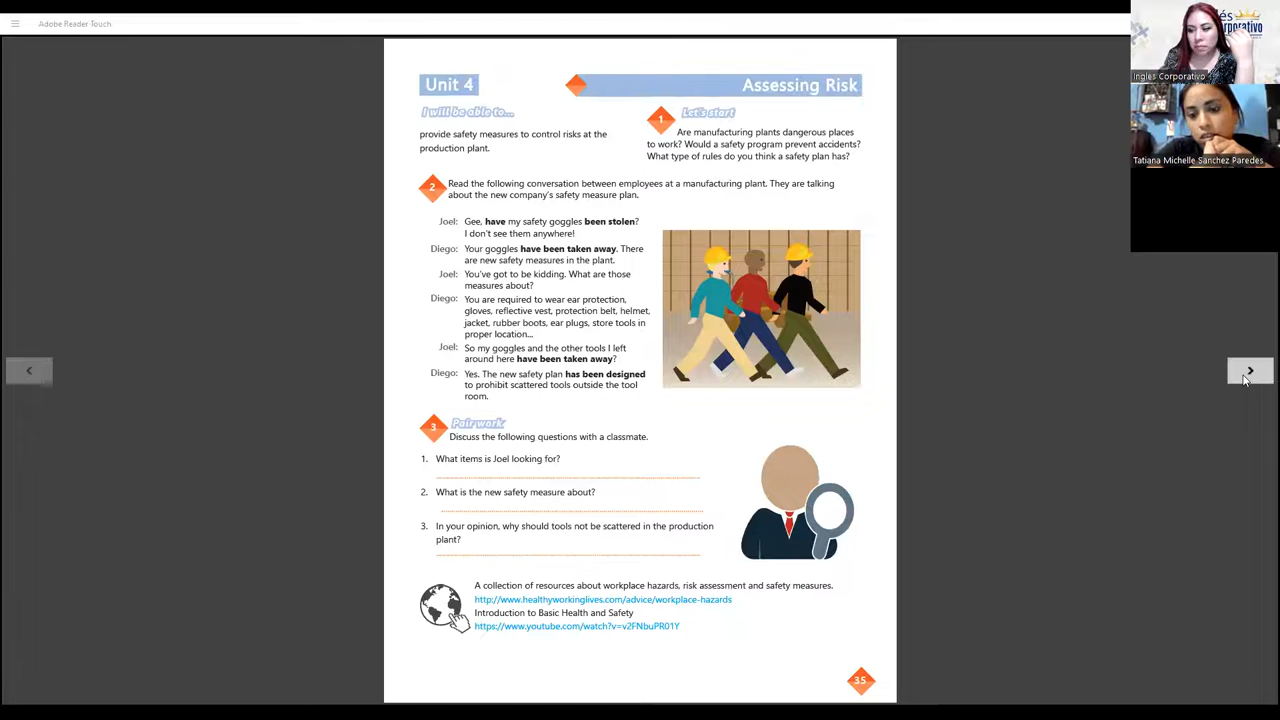 Adobe Reader Touch
Unit 4
Assessing Risk
I will be able to...
provide safety measures to control risks at the
production plant.
1
Let's start
Are manufacturing plants dangerous places
to work? Would a safety program prevent accidents?
What type of rules do you think a safety plan has?
2
Read the following conversation between employees at a manufacturing plant. They are talking
about the new company's safety measure plan.
Joel: Gee, have my safety goggles been stolen?
I don't see them anywhere!
Diego: Your goggles have been taken away. There
are new safety measures in the plant.
Joel: You've got to be kidding. What are those
measures about?
Diego: You are required to wear ear protection,
gloves, reflective vest, protection belt, helmet,
jacket, rubber boots, ear plugs, store tools in
proper location...
Joel: So my goggles and the other tools I left
around here have been taken away?
Diego: Yes. The new safety plan has been designed
to prohibit scattered tools outside the tool
room.
3
Pair work
Discuss the following questions with a classmate.
1. What items is Joel looking for?
2. What is the new safety measure about?
3. In your opinion, why should tools not be scattered in the production
plant?
A collection of resources about workplace hazards, risk assessment and safety measures.
http://www.healthyworkinglives.com/advice/workplace-hazards
Introduction to Basic Health and Safety
https://www.youtube.com/watch?v=v2FNbuPR01Y
35
Ingles Corporativo
Tatiana Michelle Sanchez Paredes